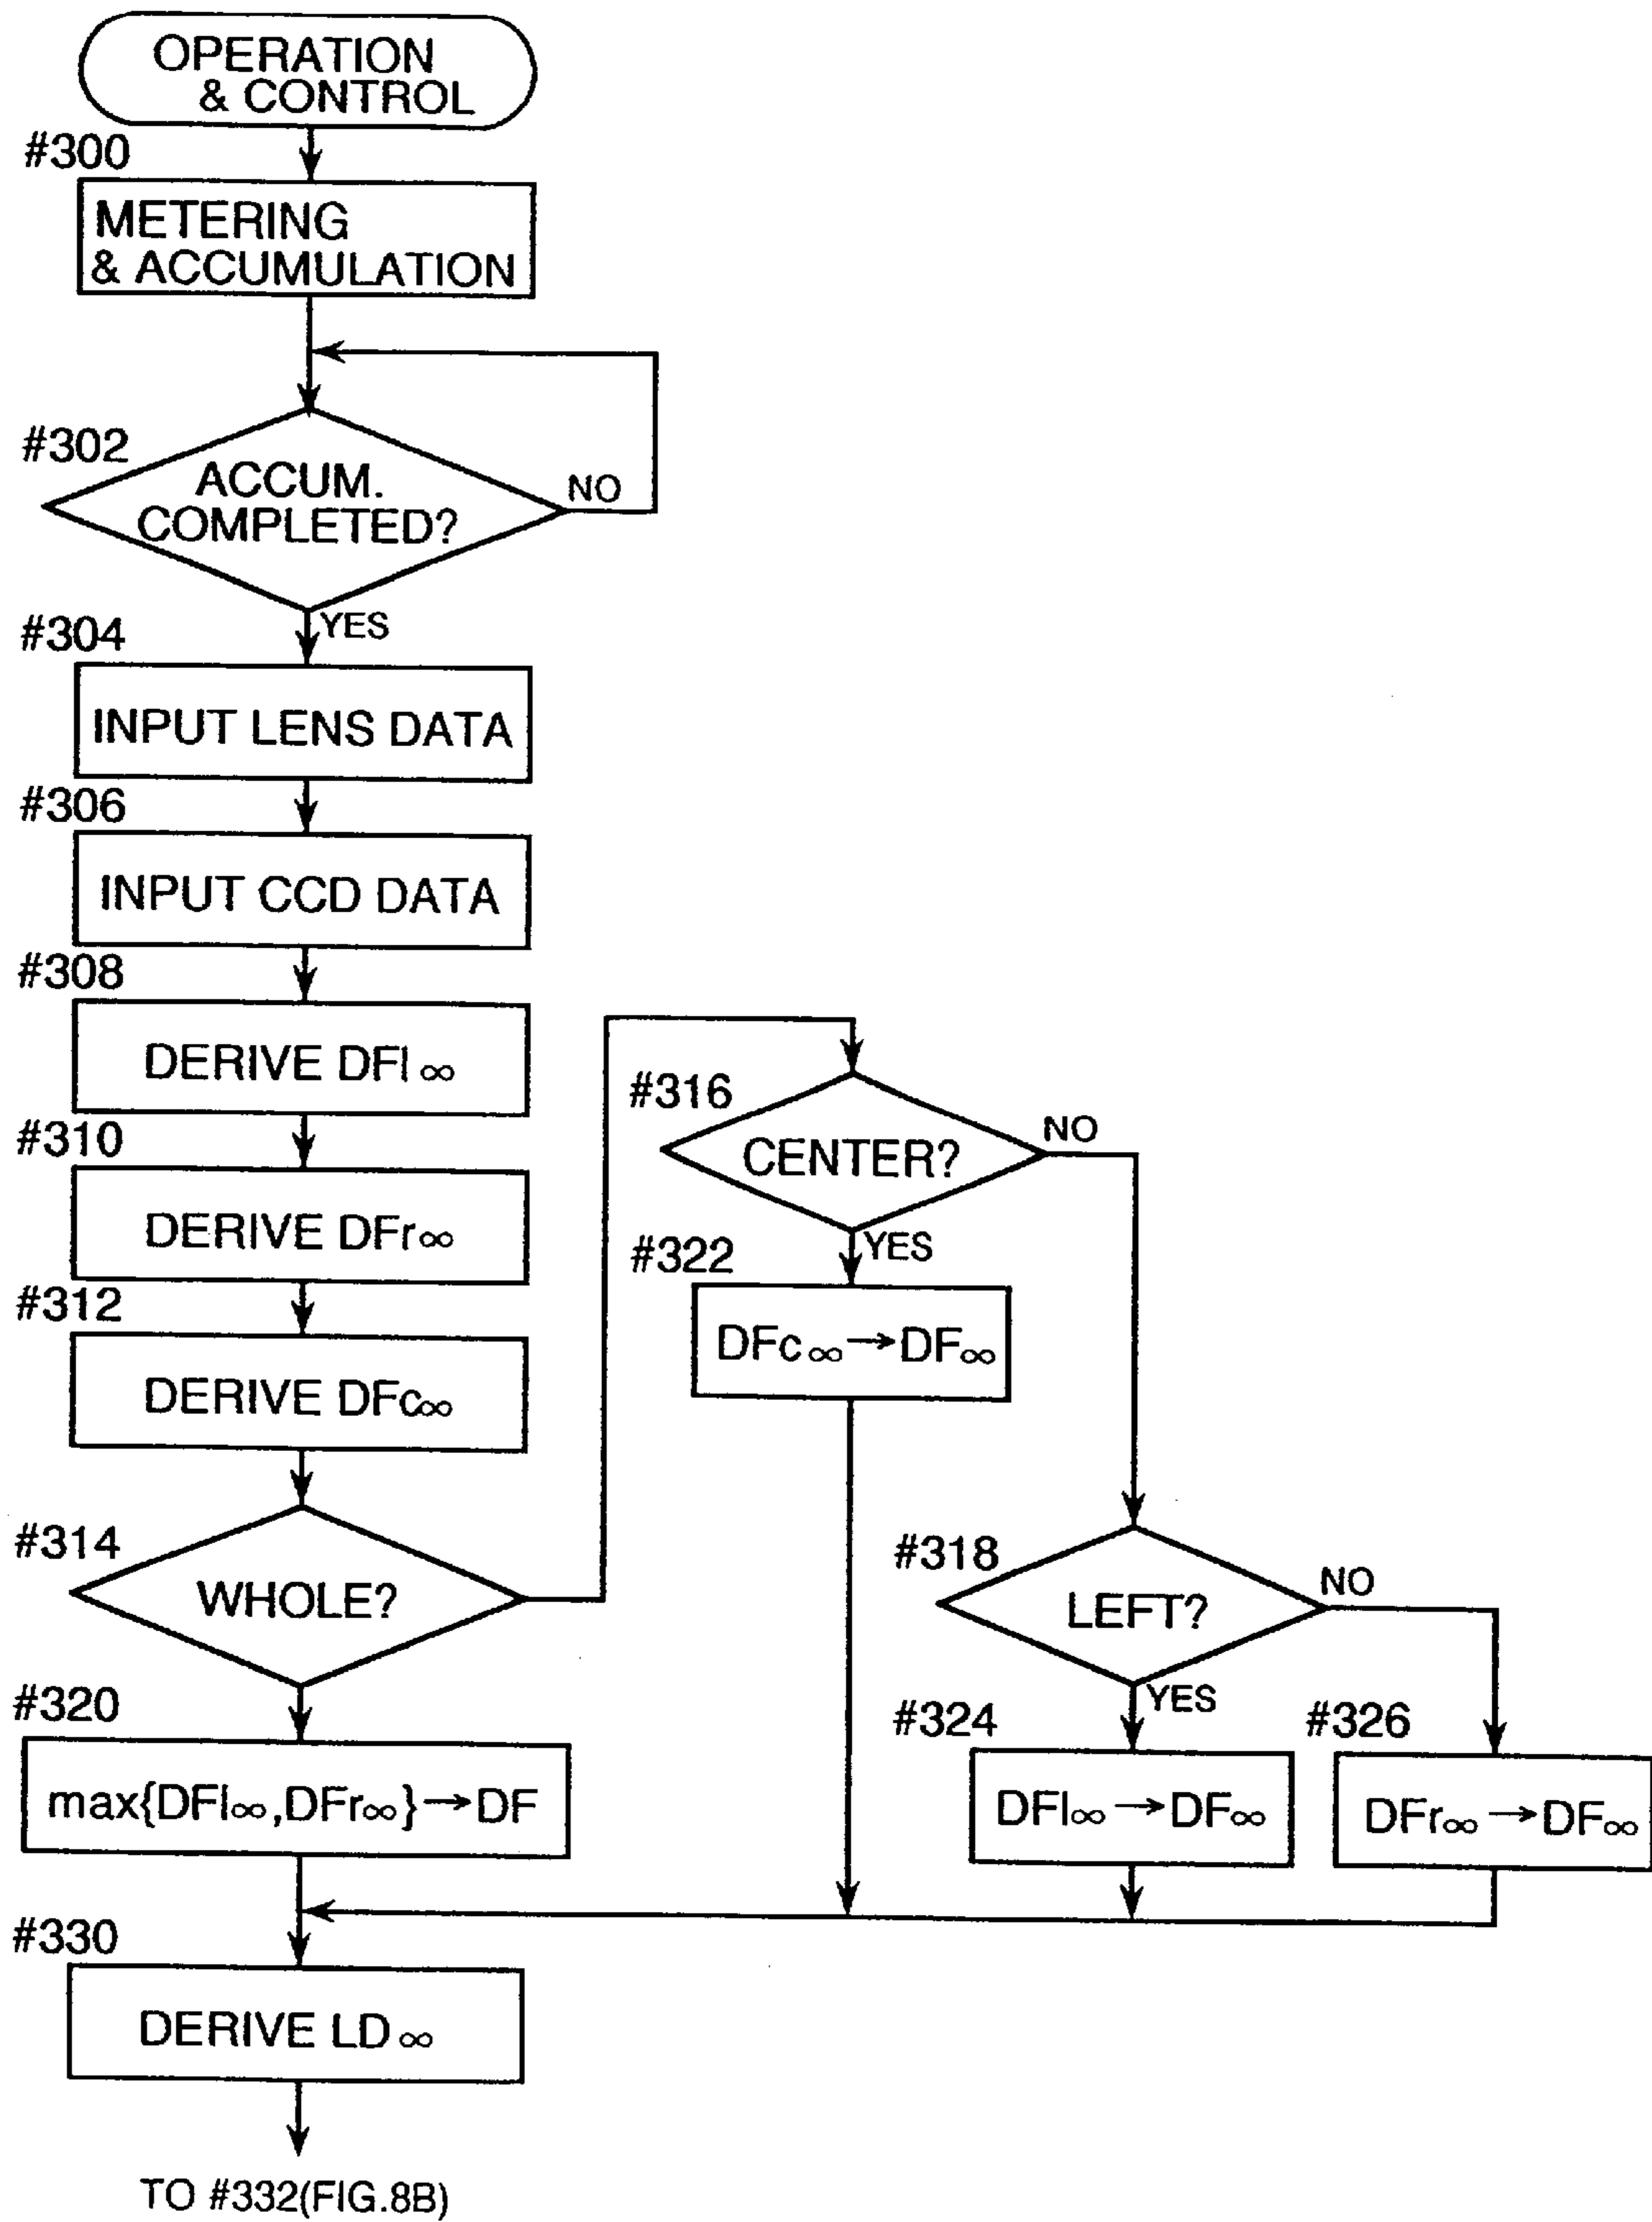 OPERATION
& CONTROL
#300
METERING
& ACCUMULATION
#302
ACCUM.
COMPLETED?
NO
YES
#304
INPUT LENS DATA
#306
INPUT CCD DATA
#308
DERIVE DFl∞
#310
DERIVE DFr∞
#312
DERIVE DFc∞
#314
WHOLE?
#316
CENTER?
NO
YES
#322
DFc∞→DF∞
#318
LEFT?
NO
YES
#320
max{DFl∞,DFr∞}→DF
#324
DFl∞→DF∞
#326
DFr∞→DF∞
#330
DERIVE LD∞
TO #332(FIG.8B)